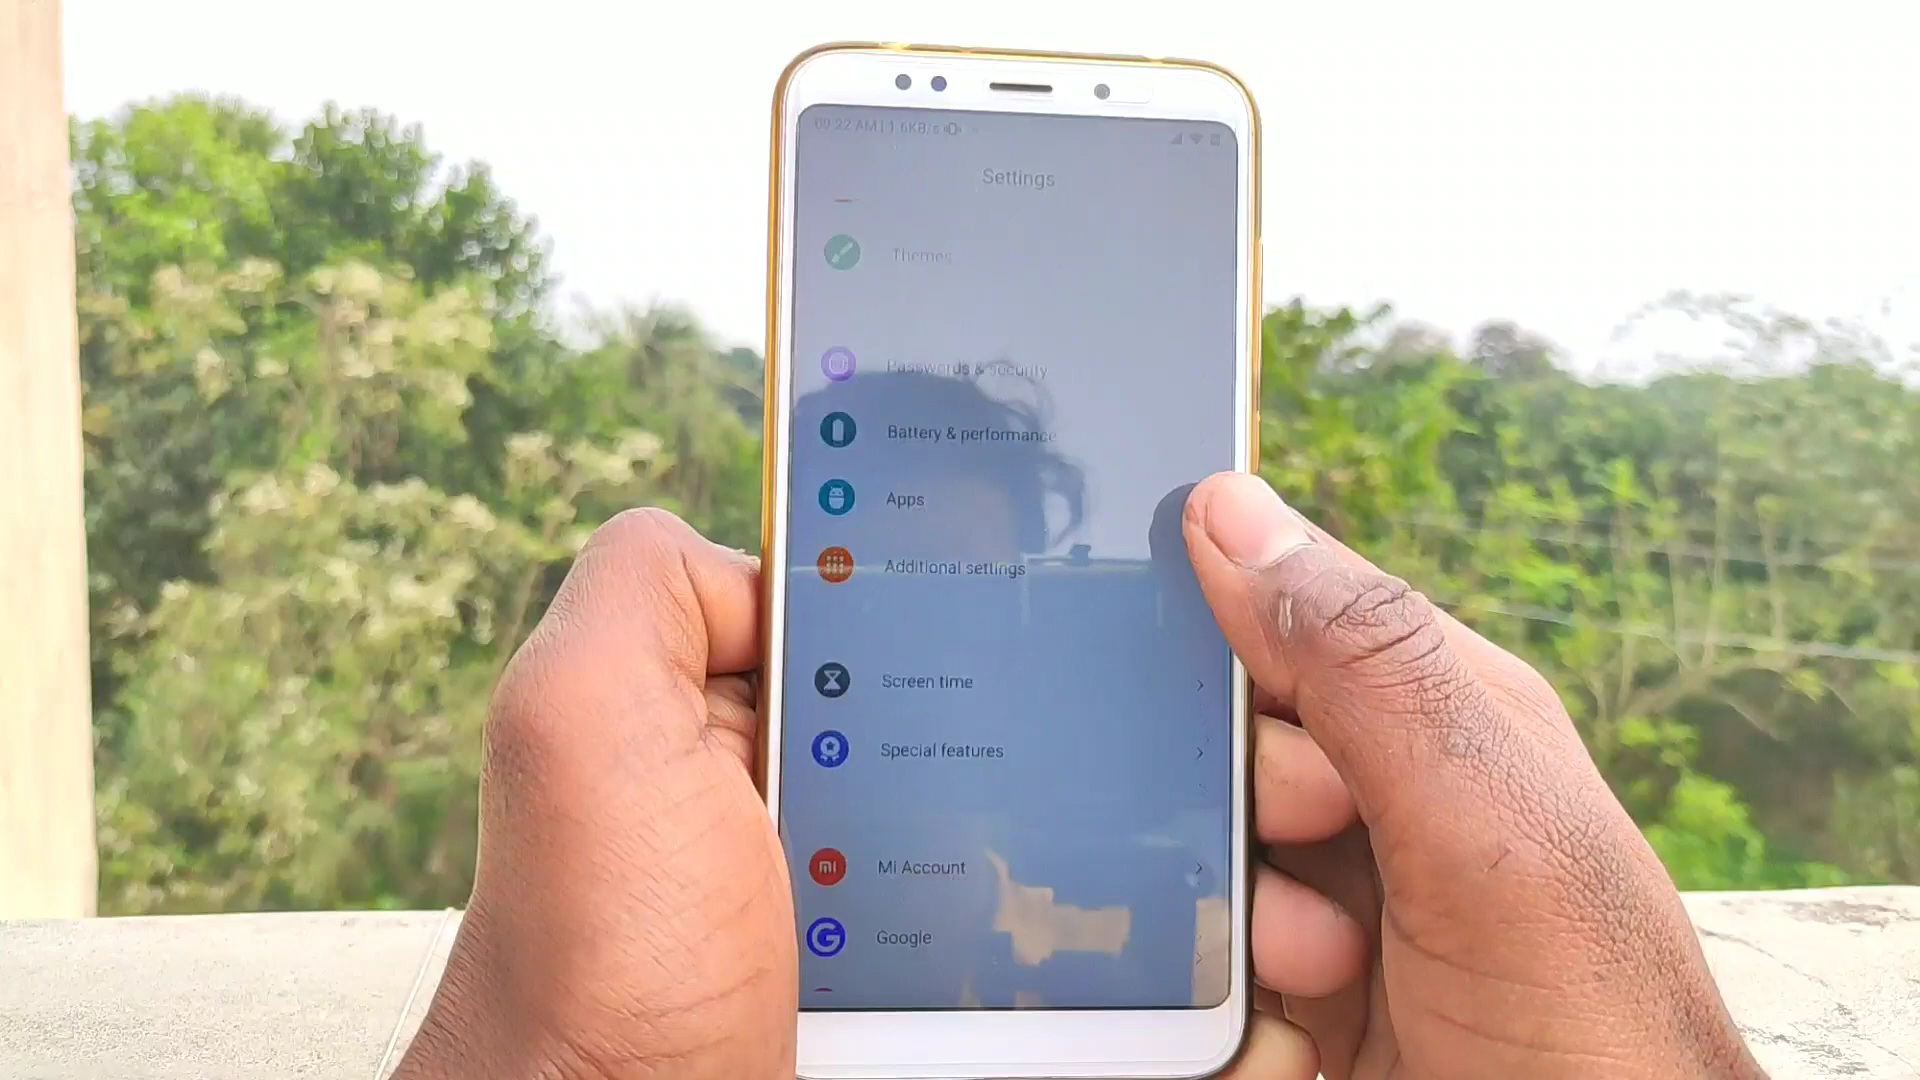 09:22 AM | 1.6KB/s
Settings
Themes
Passwords & security
Battery & performance
Apps
Additional settings
Screen time
Special features
mi Mi Account
G Google